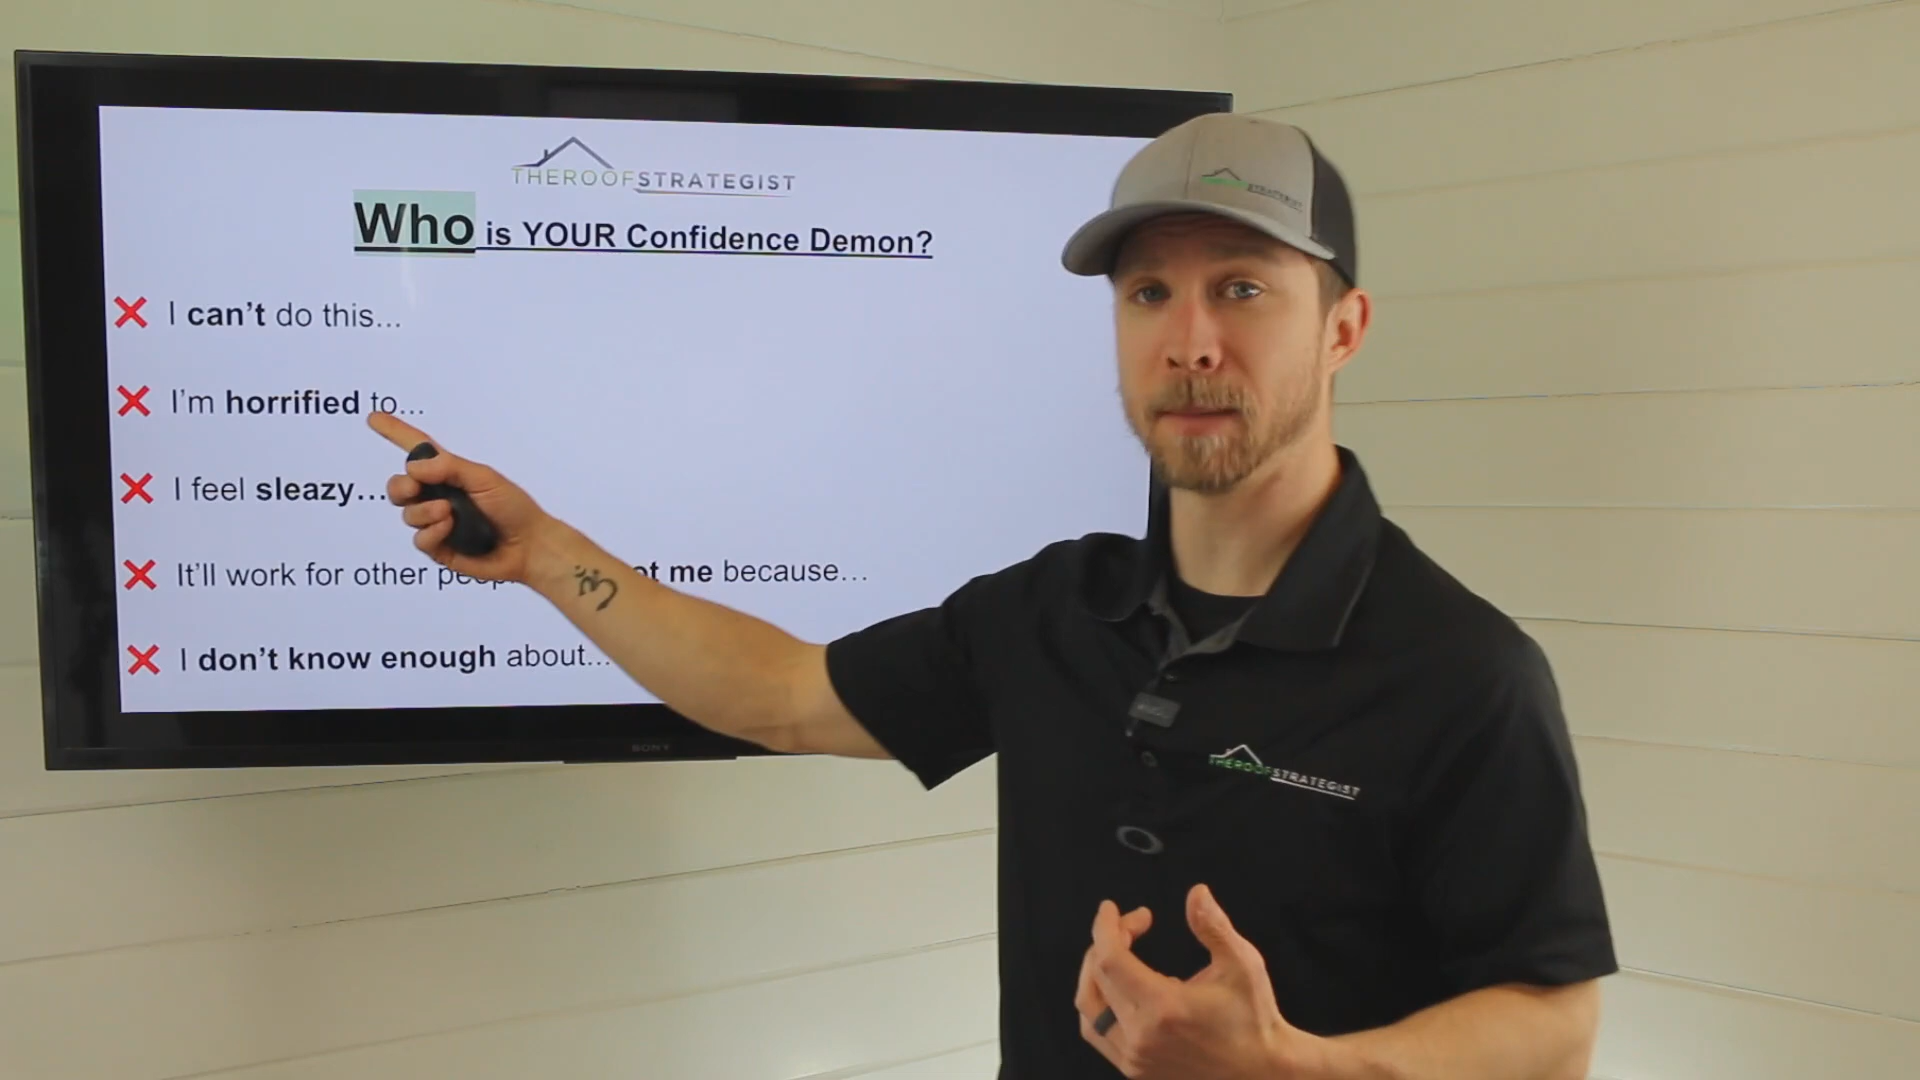 THEROOFSTRATEGIST
Who is YOUR Confidence Demon?
I can't do this...
I'm horrified to...
I feel sleazy...
It'll work for other me because...
I don't know enough about...
SONY
THEROOFSTRATEGIST